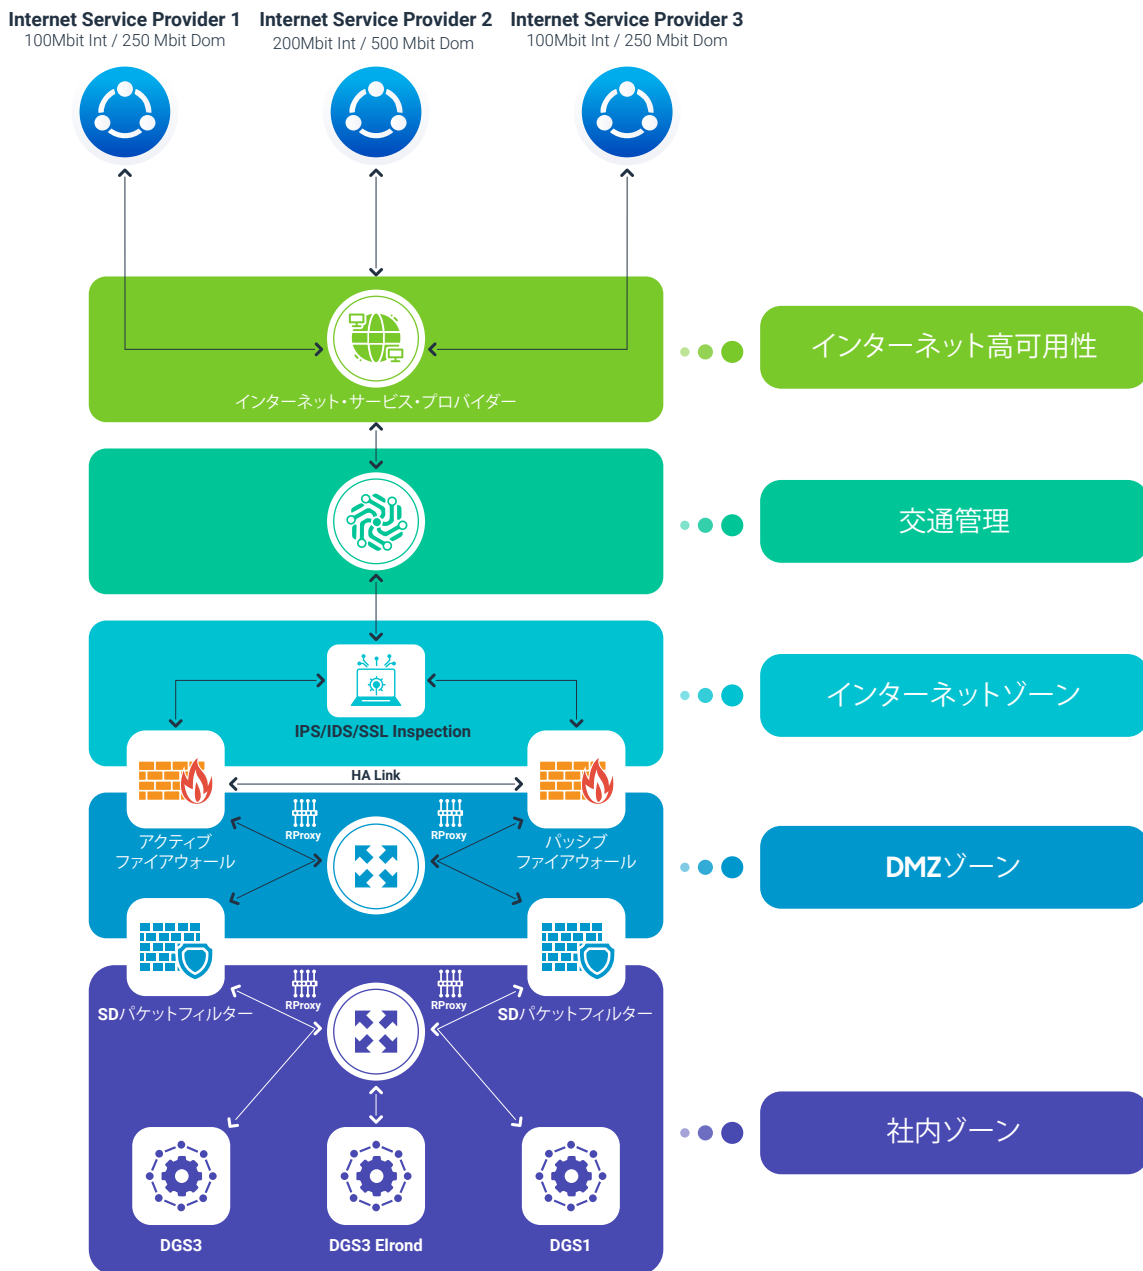 Internet Service Provider 1
100Mbit Int / 250 Mbit Dom
Internet Service Provider 2
200Mbit Int / 500 Mbit Dom
Internet Service Provider 3
100Mbit Int / 250 Mbit Dom
インターネット・サービス・プロバイダー
インターネット高可用性
交通管理
IPS/IDS/SSL Inspection
インターネットゾーン
HA Link
アクティブ
ファイアウォール
RProxy
RProxy
パッシブ
ファイアウォール
DMZゾーン
SDパケットフィルター
RProxy
RProxy
SDパケットフィルター
社内ゾーン
DGS3
DGS3 Elrond
DGS1